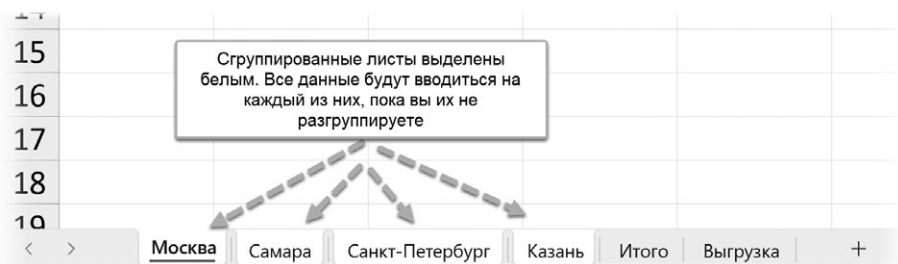 15
Сгруппированные листы выделены
белым. Все данные будут вводиться на
16
каждый из них, пока вы их не
разгруппируете
17
18
19
< > Москва Самара Санкт-Петербург Казань Итого Выгрузка +